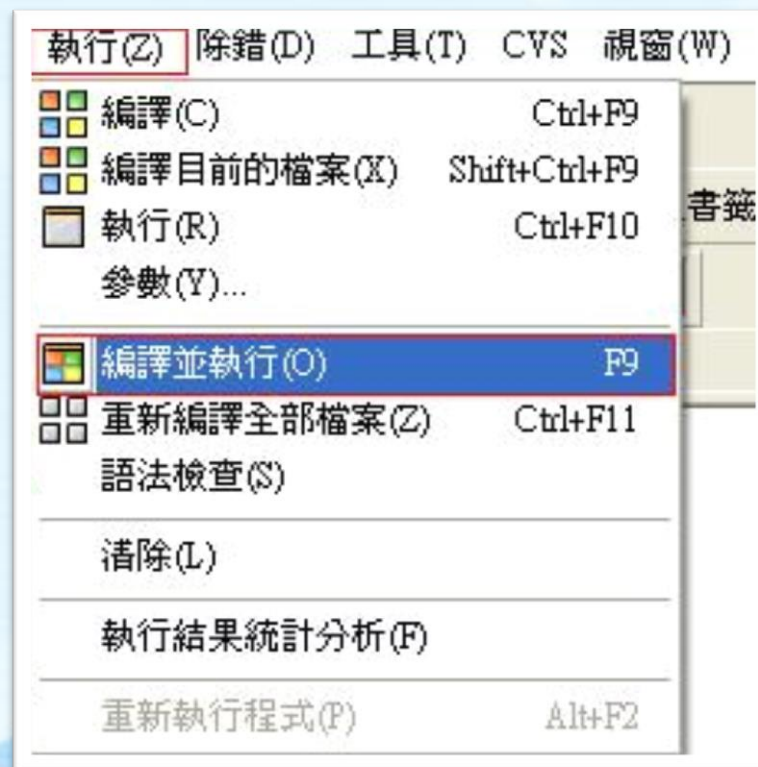 執行(Z) 除錯(D) 工具(T) CVS 視窗(W)
編譯(C) Ctrl+F9
編譯目前的檔案(X) Shift+Ctrl+F9
執行(R) Ctrl+F10
書籤
參數(Y)...
編譯並執行(O) F9
重新編譯全部檔案(Z) Ctrl+F11
語法檢查(S)
清除(L)
執行結果統計分析(F)
重新執行程式(P) Alt+F2